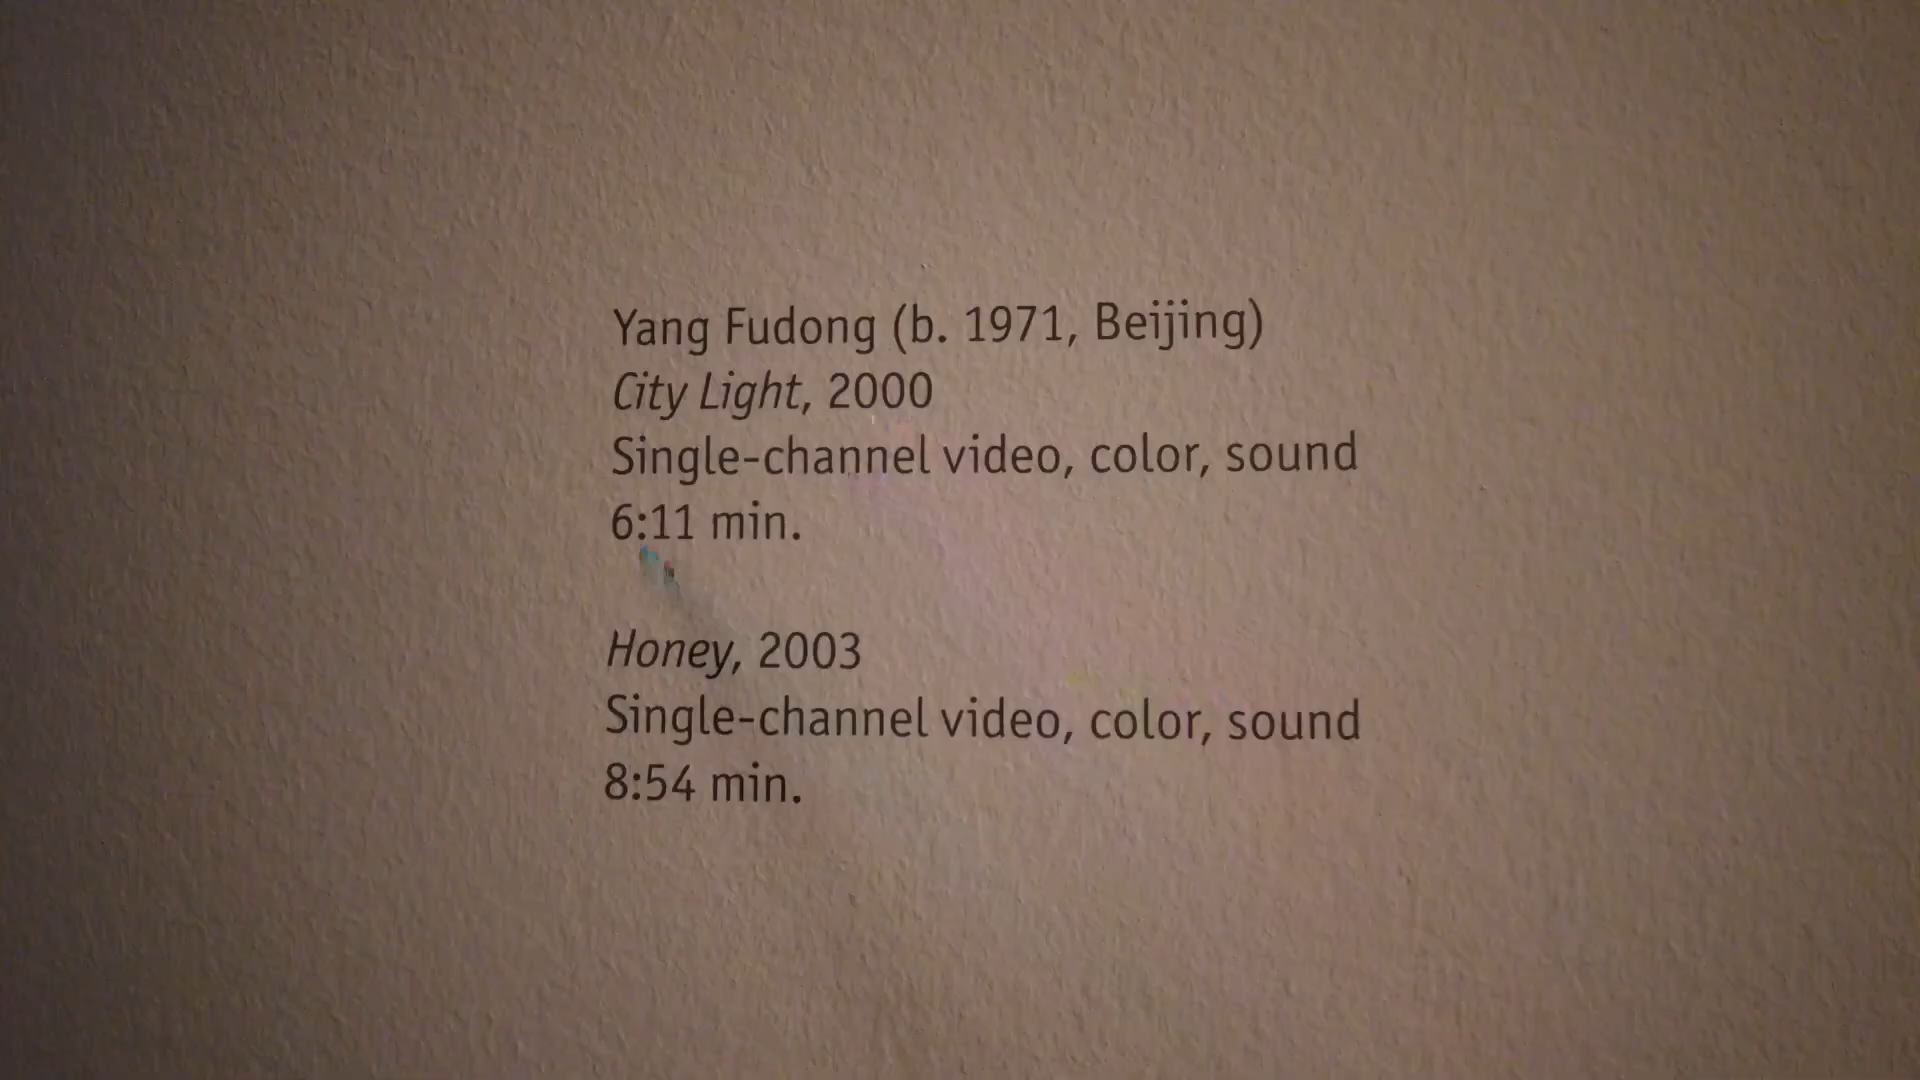 Yang Fudong (b. 1971, Beijing)
City Light, 2000
Single-channel video, color, sound
6:11 min.
Honey, 2003
Single-channel video, color, sound
8:54 min.